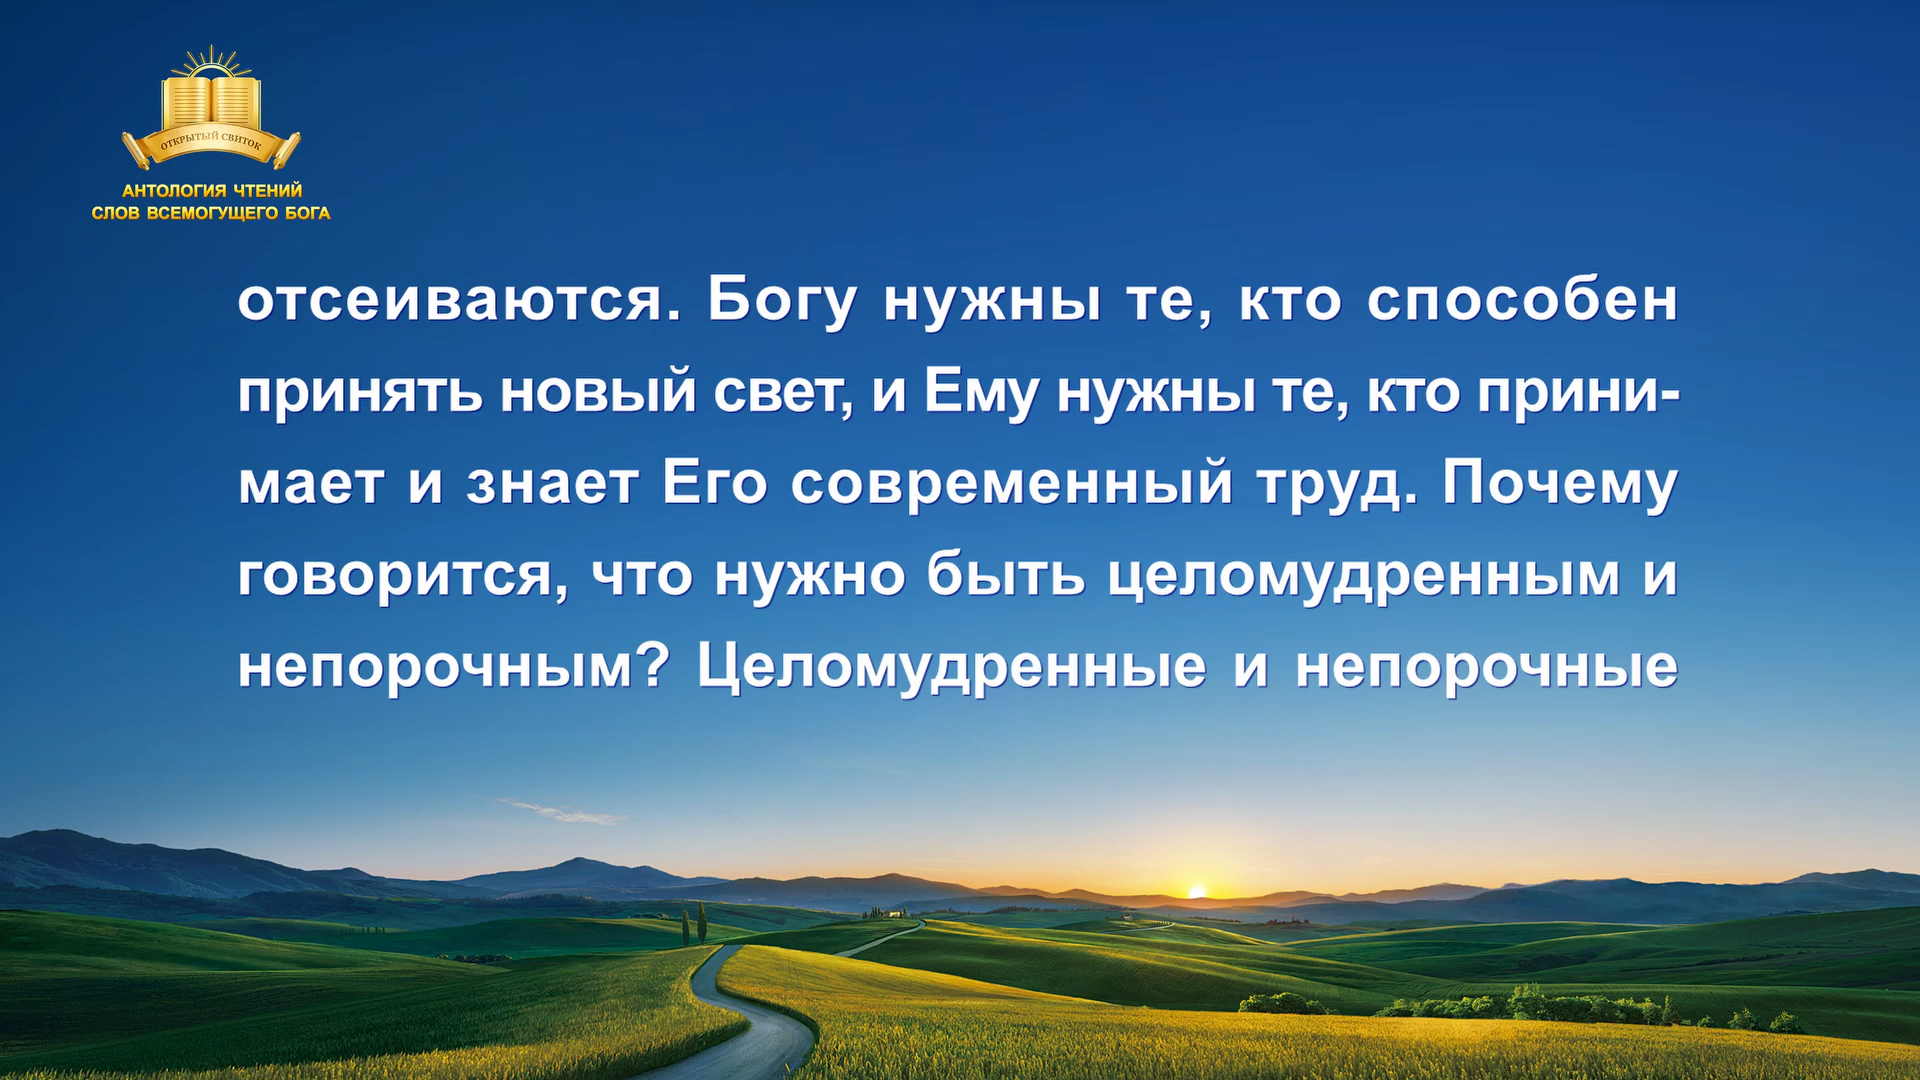 ОТКРЫТЫЙ СВИТОК
АНТОЛОГИЯ ЧТЕНИЙ
СЛОВ ВСЕМОГУЩЕГО БОГА
отсеиваются. Богу нужны те, кто способен
принять новый свет, и Ему нужны те, кто прини-
мает и знает Его современный труд. Почему
говорится, что нужно быть целомудренным и
непорочным? Целомудренные и непорочные